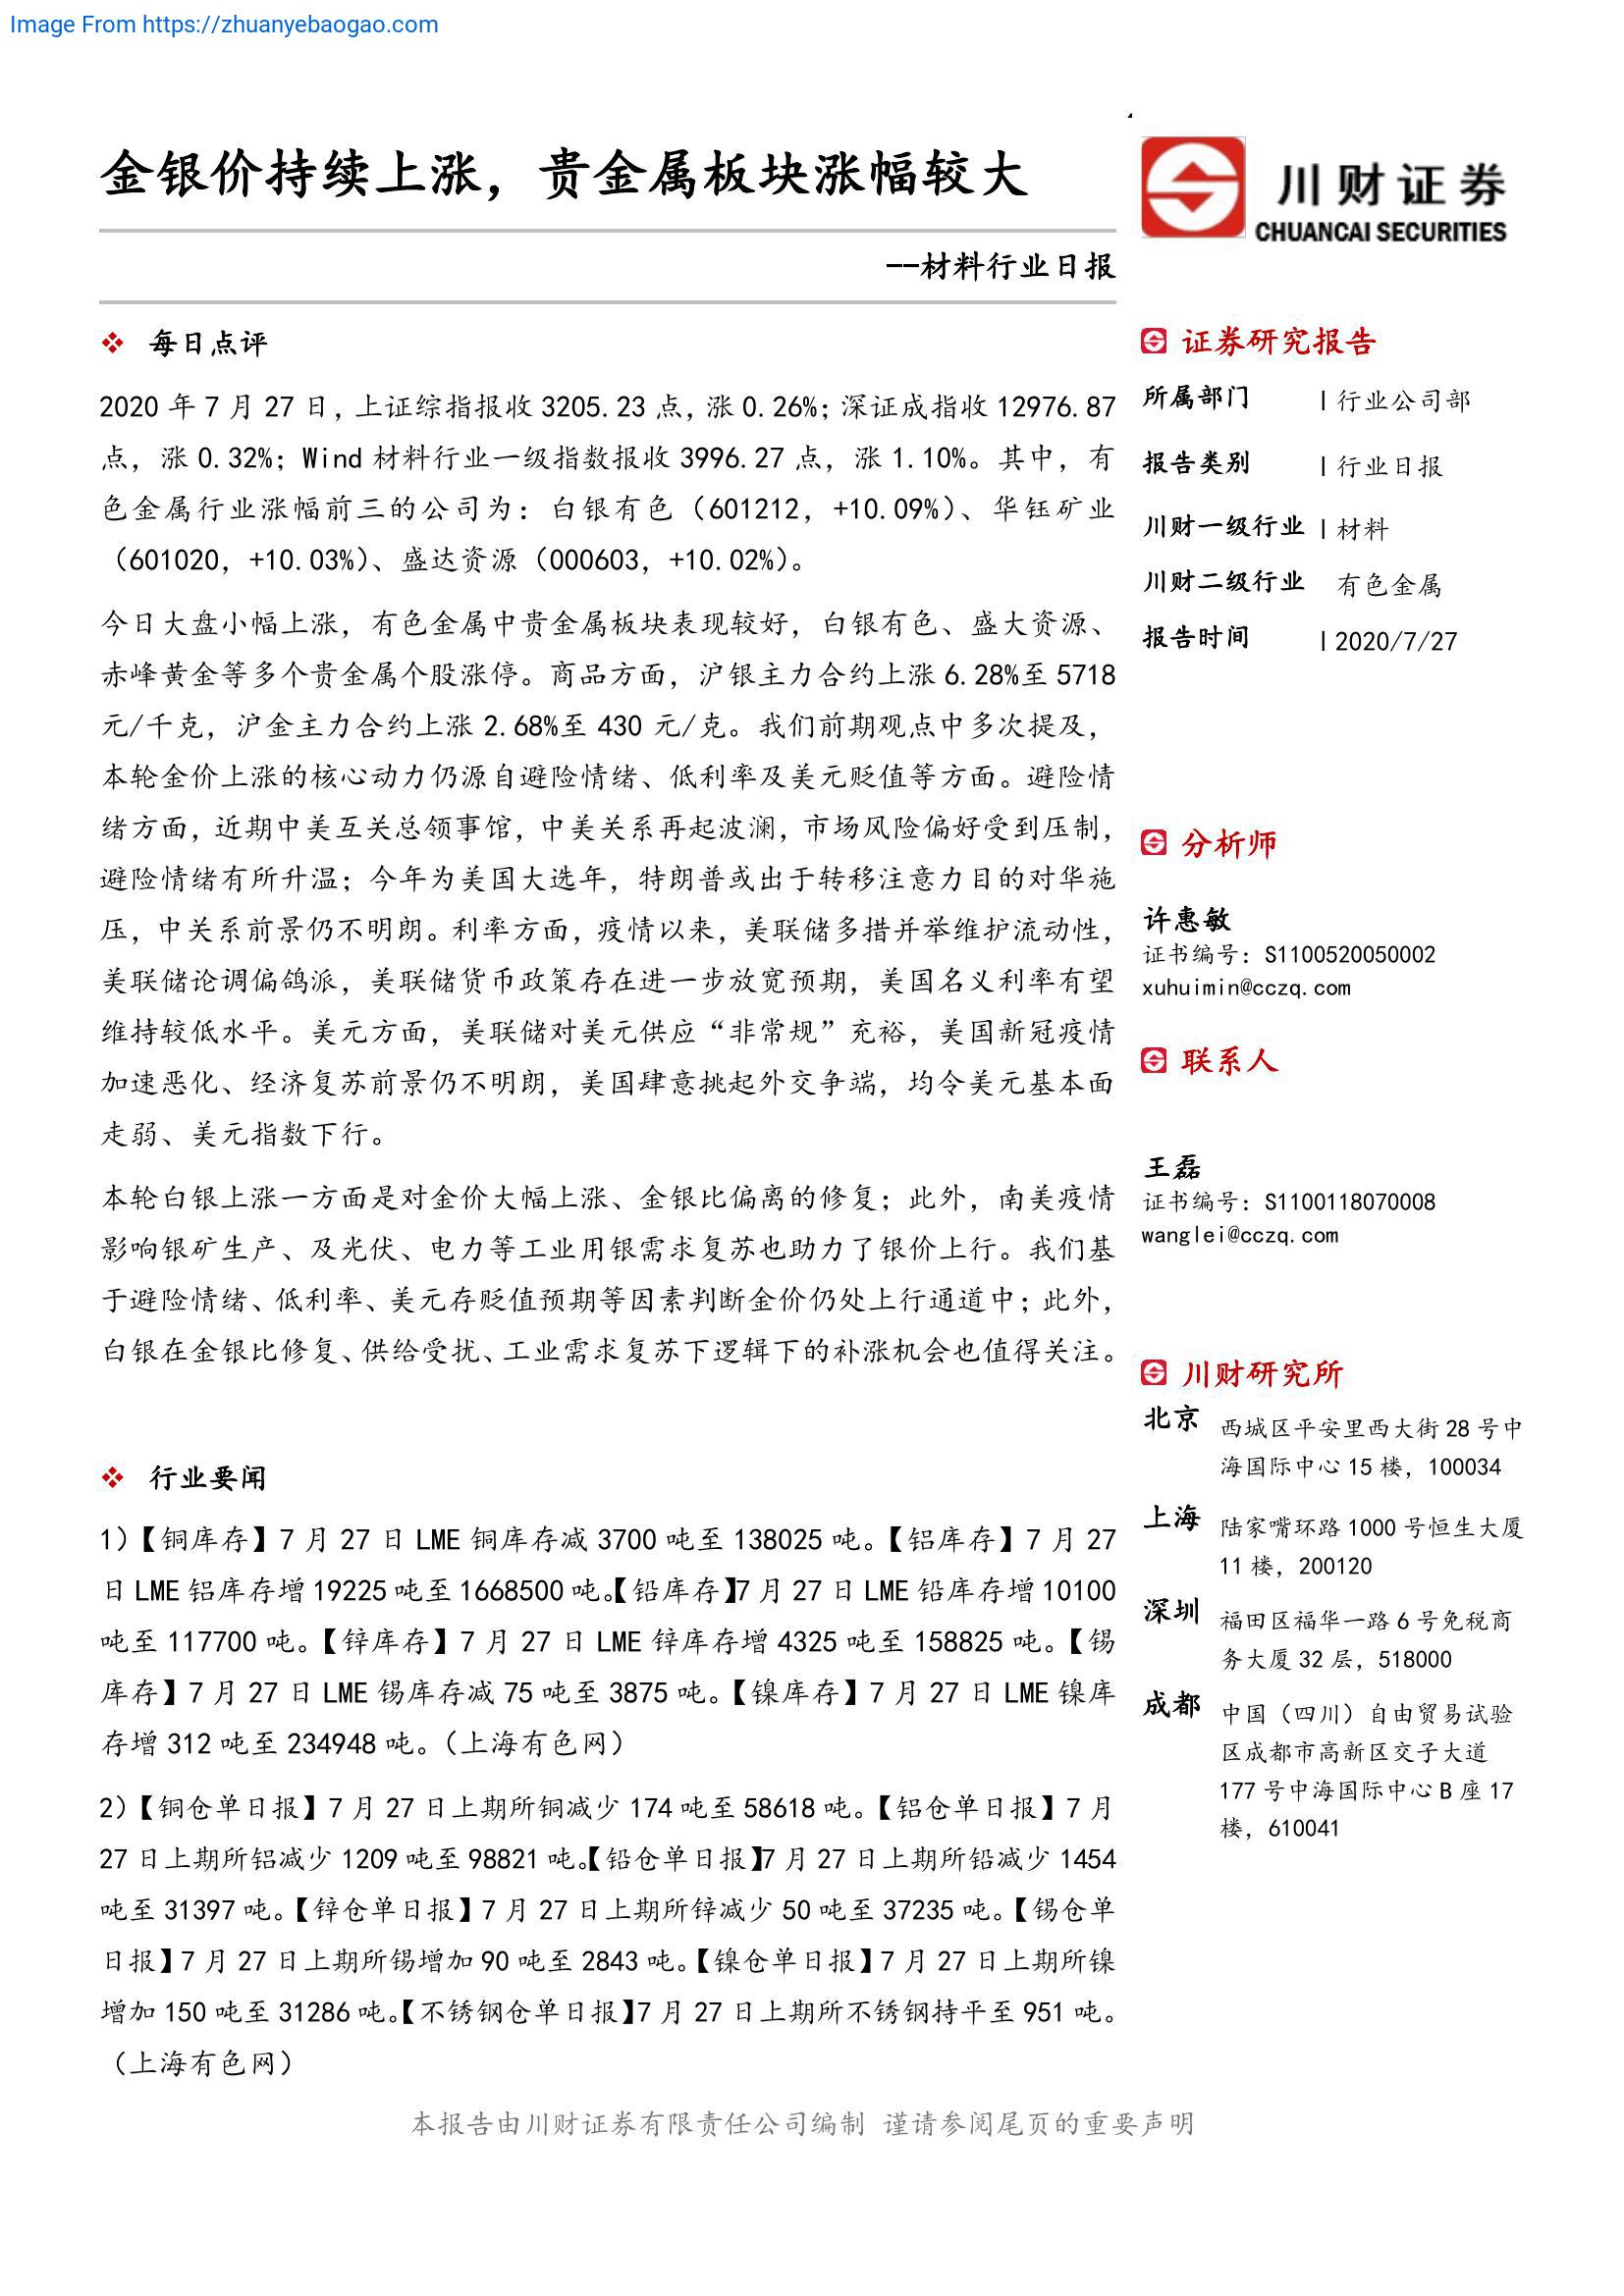 Image From https://zhuanyebaogao.com
金银价持续上涨，贵金属板块涨幅较大
——材料行业日报
❖ 每日点评
2020 年 7 月 27 日，上证综指报收 3205.23 点，涨 0.26%；深证成指收 12976.87
点，涨 0.32%；Wind 材料行业一级指数报收 3996.27 点，涨 1.10%。其中，有
色金属行业涨幅前三的公司为：白银有色（601212，+10.09%）、华钰矿业
（601020，+10.03%）、盛达资源（000603，+10.02%）。
今日大盘小幅上涨，有色金属中贵金属板块表现较好，白银有色、盛大资源、
赤峰黄金等多个贵金属个股涨停。商品方面，沪银主力合约上涨 6.28%至 5718
元/千克，沪金主力合约上涨 2.68%至 430 元/克。我们前期观点中多次提及，
本轮金价上涨的核心动力仍源自避险情绪、低利率及美元贬值等方面。避险情
绪方面，近期中美互关总领事馆，中美关系再起波澜，市场风险偏好受到压制，
避险情绪有所升温；今年为美国大选年，特朗普或出于转移注意力目的对华施
压，中关系前景仍不明朗。利率方面，疫情以来，美联储多措并举维护流动性，
美联储论调偏鸽派，美联储货币政策存在进一步放宽预期，美国名义利率有望
维持较低水平。美元方面，美联储对美元供应“非常规”充裕，美国新冠疫情
加速恶化、经济复苏前景仍不明朗，美国肆意挑起外交争端，均令美元基本面
走弱、美元指数下行。
本轮白银上涨一方面是对金价大幅上涨、金银比偏离的修复；此外，南美疫情
影响银矿生产、及光伏、电力等工业用银需求复苏也助力了银价上行。我们基
于避险情绪、低利率、美元存贬值预期等因素判断金价仍处上行通道中；此外，
白银在金银比修复、供给受扰、工业需求复苏下逻辑下的补涨机会也值得关注。
❖ 行业要闻
1）【铜库存】7 月 27 日 LME 铜库存减 3700 吨至 138025 吨。【铝库存】7 月 27
日 LME 铝库存增 19225 吨至 1668500 吨。【铅库存】7 月 27 日 LME 铅库存增 10100
吨至 117700 吨。【锌库存】7 月 27 日 LME 锌库存增 4325 吨至 158825 吨。【锡
库存】7 月 27 日 LME 锡库存减 75 吨至 3875 吨。【镍库存】7 月 27 日 LME 镍库
存增 312 吨至 234948 吨。（上海有色网）
2）【铜仓单日报】7 月 27 日上期所铜减少 174 吨至 58618 吨。【铝仓单日报】7 月
27 日上期所铝减少 1209 吨至 98821 吨。【铅仓单日报】7 月 27 日上期所铅减少 1454
吨至 31397 吨。【锌仓单日报】7 月 27 日上期所锌减少 50 吨至 37235 吨。【锡仓单
日报】7 月 27 日上期所锡增加 90 吨至 2843 吨。【镍仓单日报】7 月 27 日上期所镍
增加 150 吨至 31286 吨。【不锈钢仓单日报】7 月 27 日上期所不锈钢持平至 951 吨。
（上海有色网）
川财证券
CHUANCAI SECURITIES
证券研究报告
所属部门 | 行业公司部
报告类别 | 行业日报
川财一级行业 | 材料
川财二级行业 有色金属
报告时间 | 2020/7/27
分析师
许惠敏
证书编号：S1100520050002
xuhuimin@cczq.com
联系人
王磊
证书编号：S1100118070008
wanglei@cczq.com
川财研究所
北京 西城区平安里西大街 28 号中
海国际中心 15 楼，100034
上海 陆家嘴环路 1000 号恒生大厦
11 楼，200120
深圳 福田区福华一路 6 号免税商
务大厦 32 层，518000
成都 中国（四川）自由贸易试验
区成都市高新区交子大道
177 号中海国际中心 B 座 17
楼，610041
本报告由川财证券有限责任公司编制 谨请参阅尾页的重要声明